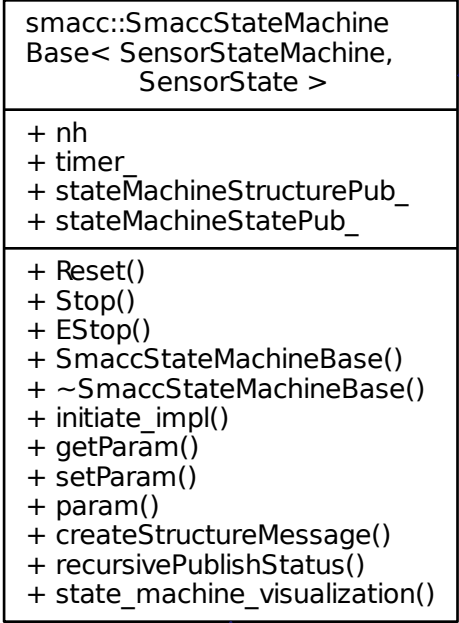 smacc::SmaccStateMachine
Base< SensorStateMachine,
SensorState >
+ nh
+ timer_
+ stateMachineStructurePub_
+ stateMachineStatePub_
+ Reset()
+ Stop()
+ EStop()
+ SmaccStateMachineBase()
+ ~SmaccStateMachineBase()
+ initiate_impl()
+ getParam()
+ setParam()
+ param()
+ createStructureMessage()
+ recursivePublishStatus()
+ state_machine_visualization()